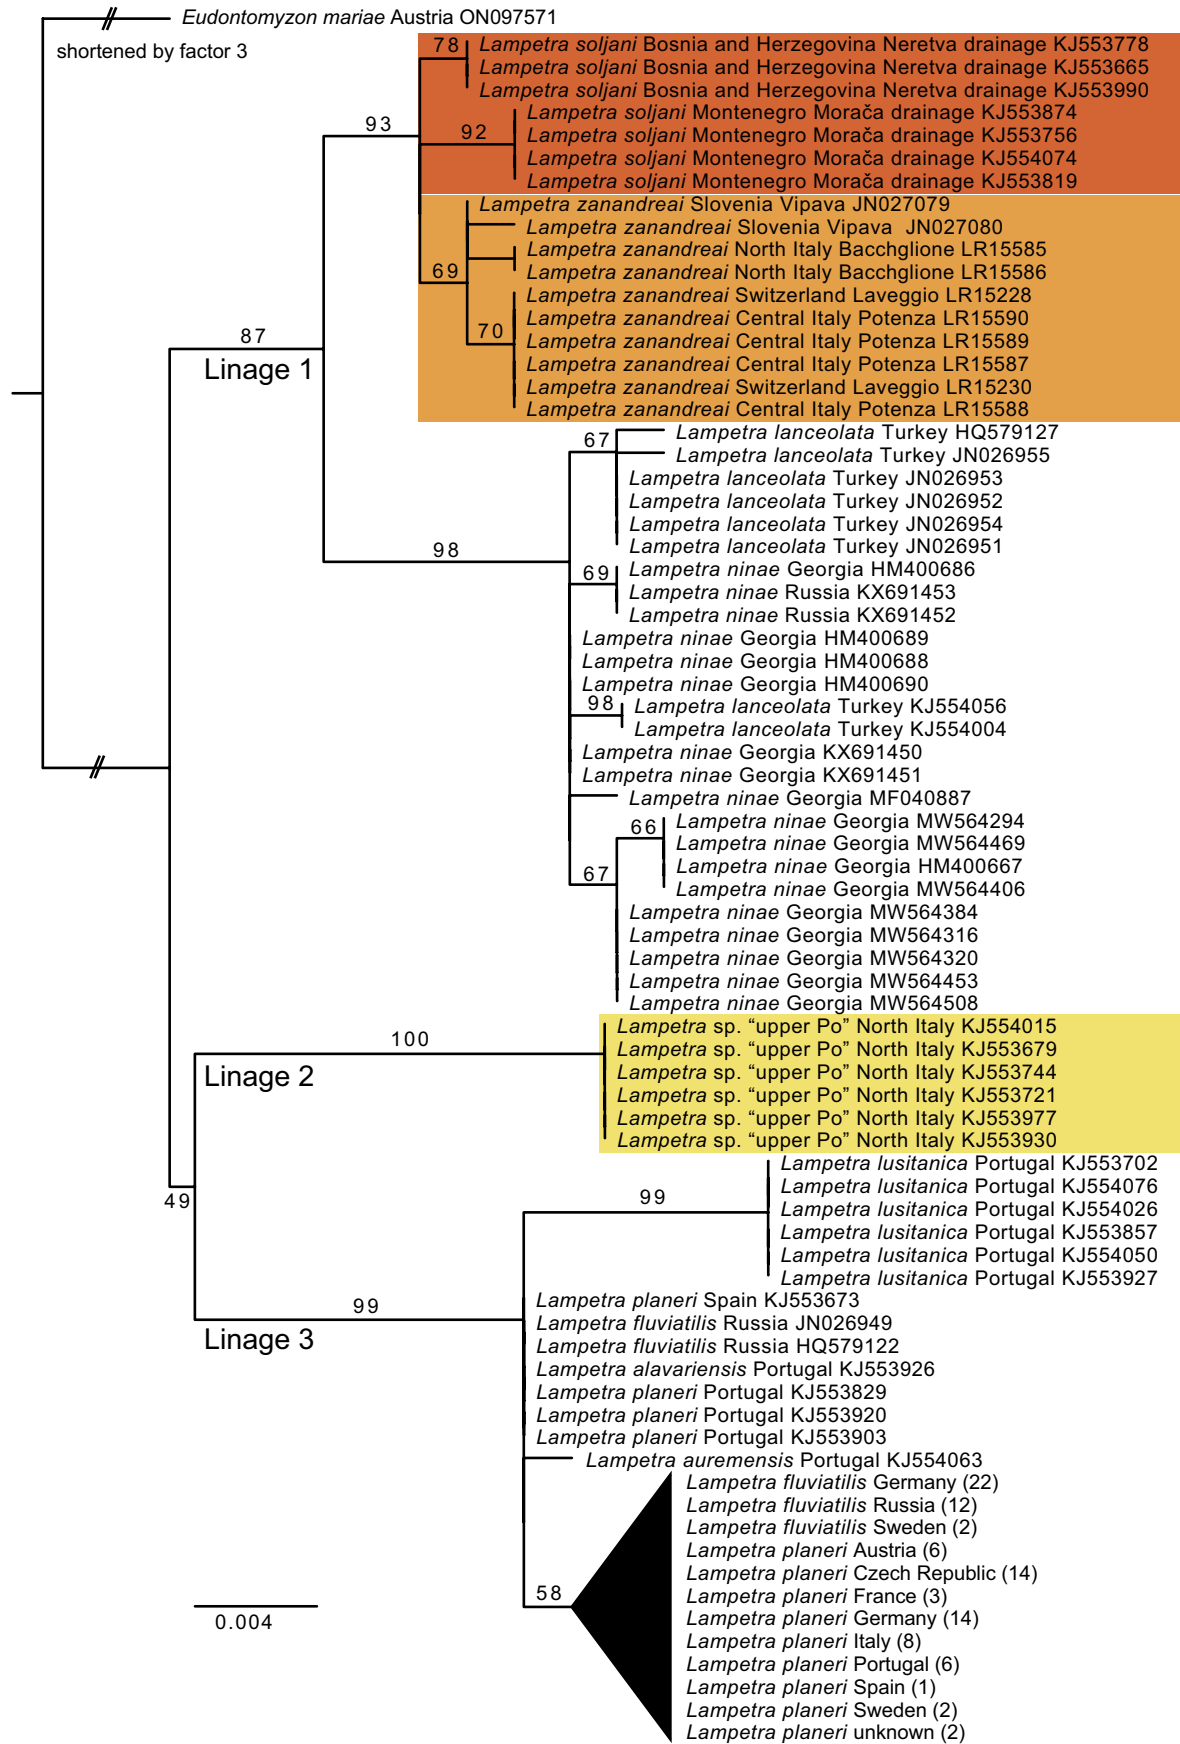 Eudontomyzon mariae Austria ON097571
shortened by factor 3
78
Lampetra soljani Bosnia and Herzegovina Neretva drainage KJ553778
Lampetra soljani Bosnia and Herzegovina Neretva drainage KJ553665
Lampetra soljani Bosnia and Herzegovina Neretva drainage KJ553990
93
Lampetra soljani Montenegro Morača drainage KJ553874
92
Lampetra soljani Montenegro Morača drainage KJ553756
Lampetra soljani Montenegro Morača drainage KJ554074
Lampetra soljani Montenegro Morača drainage KJ553819
Lampetra zanandreai Slovenia Vipava JN027079
Lampetra zanandreai Slovenia Vipava JN027080
Lampetra zanandreai North Italy Bacchglione LR15585
69
Lampetra zanandreai North Italy Bacchglione LR15586
Lampetra zanandreai Switzerland Laveggio LR15228
Lampetra zanandreai Central Italy Potenza LR15590
70
Lampetra zanandreai Central Italy Potenza LR15589
Lampetra zanandreai Central Italy Potenza LR15587
Lampetra zanandreai Switzerland Laveggio LR15230
Lampetra zanandreai Central Italy Potenza LR15588
87
Linage 1
67
Lampetra lanceolata Turkey HQ579127
Lampetra lanceolata Turkey JN026955
Lampetra lanceolata Turkey JN026953
Lampetra lanceolata Turkey JN026952
Lampetra lanceolata Turkey JN026954
Lampetra lanceolata Turkey JN026951
98
69
Lampetra ninae Georgia HM400686
Lampetra ninae Russia KX691453
Lampetra ninae Russia KX691452
Lampetra ninae Georgia HM400689
Lampetra ninae Georgia HM400688
Lampetra ninae Georgia HM400690
98
Lampetra lanceolata Turkey KJ554056
Lampetra lanceolata Turkey KJ554004
Lampetra ninae Georgia KX691450
Lampetra ninae Georgia KX691451
Lampetra ninae Georgia MF040887
66
Lampetra ninae Georgia MW564294
Lampetra ninae Georgia MW564469
67
Lampetra ninae Georgia HM400667
Lampetra ninae Georgia MW564406
Lampetra ninae Georgia MW564384
Lampetra ninae Georgia MW564316
Lampetra ninae Georgia MW564320
Lampetra ninae Georgia MW564453
Lampetra ninae Georgia MW564508
100
Linage 2
Lampetra sp. “upper Po” North Italy KJ554015
Lampetra sp. “upper Po” North Italy KJ553679
Lampetra sp. “upper Po” North Italy KJ553744
Lampetra sp. “upper Po” North Italy KJ553721
Lampetra sp. “upper Po” North Italy KJ553977
Lampetra sp. “upper Po” North Italy KJ553930
49
99
Lampetra lusitanica Portugal KJ553702
Lampetra lusitanica Portugal KJ554076
Lampetra lusitanica Portugal KJ554026
Lampetra lusitanica Portugal KJ553857
Lampetra lusitanica Portugal KJ554050
Lampetra lusitanica Portugal KJ553927
99
Linage 3
Lampetra planeri Spain KJ553673
Lampetra fluviatilis Russia JN026949
Lampetra fluviatilis Russia HQ579122
Lampetra alavariensis Portugal KJ553926
Lampetra planeri Portugal KJ553829
Lampetra planeri Portugal KJ553920
Lampetra planeri Portugal KJ553903
Lampetra auremensis Portugal KJ554063
58
Lampetra fluviatilis Germany (22)
Lampetra fluviatilis Russia (12)
Lampetra fluviatilis Sweden (2)
Lampetra planeri Austria (6)
Lampetra planeri Czech Republic (14)
Lampetra planeri France (3)
Lampetra planeri Germany (14)
Lampetra planeri Italy (8)
Lampetra planeri Portugal (6)
Lampetra planeri Spain (1)
Lampetra planeri Sweden (2)
Lampetra planeri unknown (2)
0.004